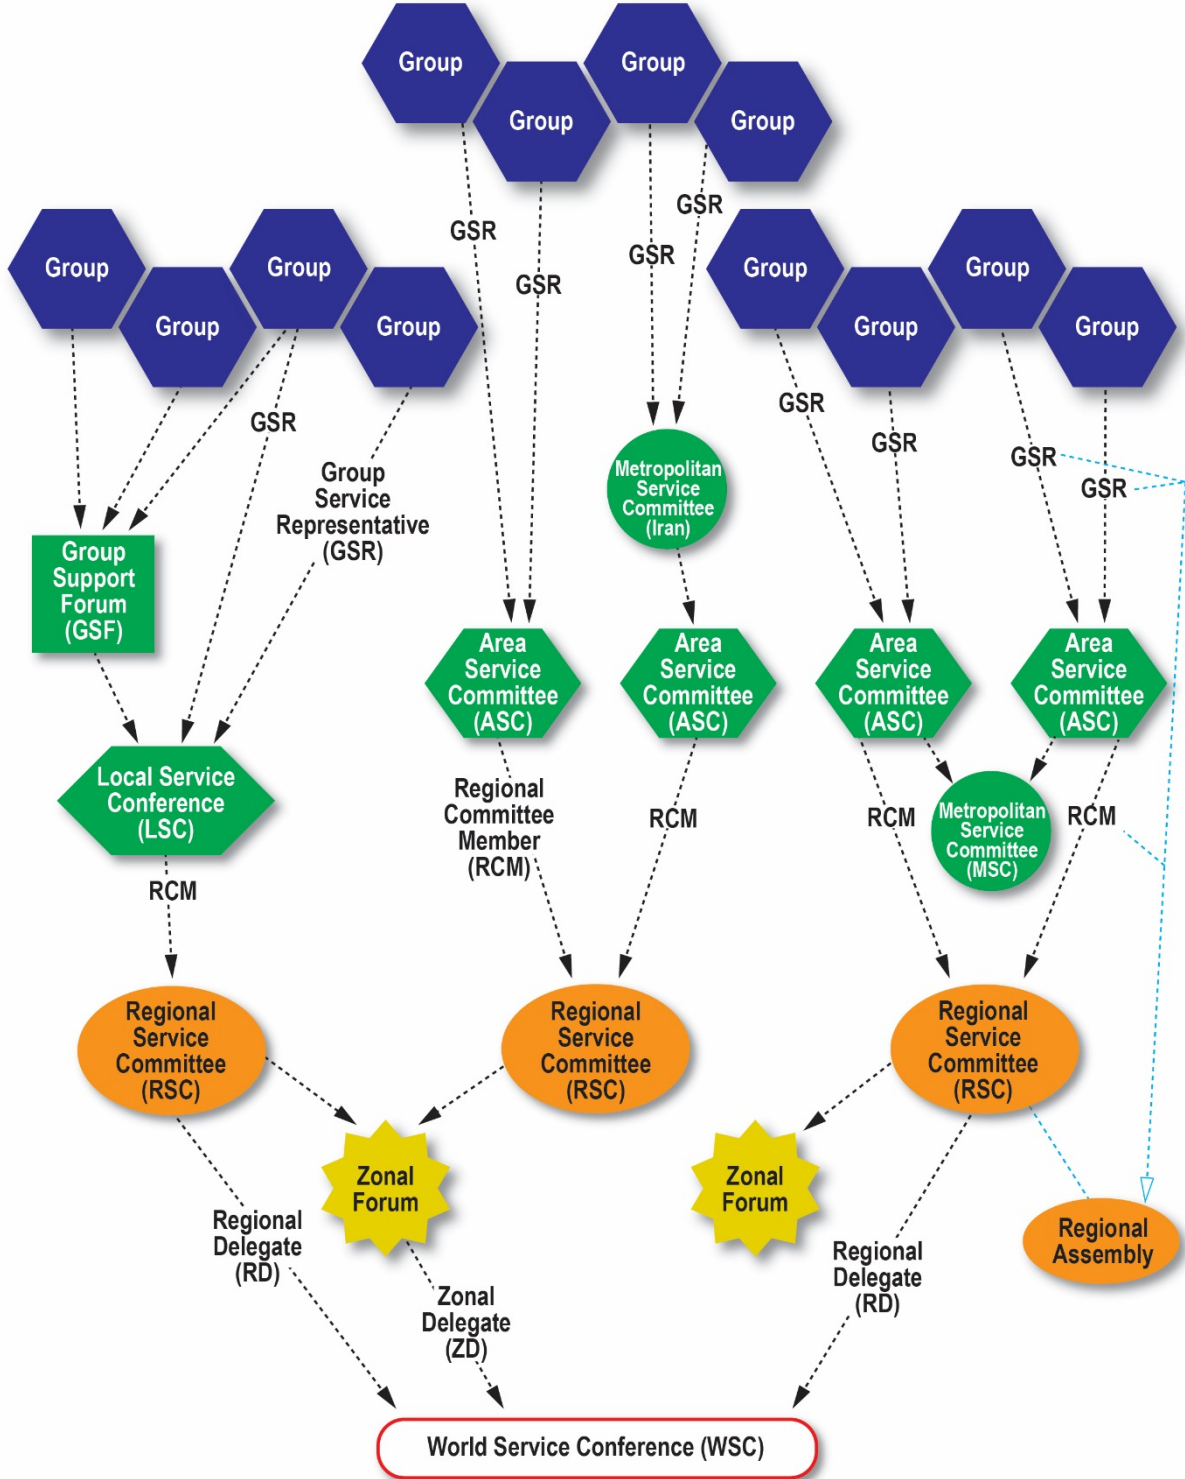 Group
Group
Group
Group
GSR
GSR
GSR
GSR
Group
Group
Group
Group
Group
Group
Group
Group
GSR
Group
Service
Representative
(GSR)
GSR
GSR
GSR
GSR
Metropolitan
Service
Committee
(Iran)
Group
Support
Forum
(GSF)
Area
Service
Committee
(ASC)
Area
Service
Committee
(ASC)
Area
Service
Committee
(ASC)
Area
Service
Committee
(ASC)
Local Service
Conference
(LSC)
Regional
Committee
Member
(RCM)
RCM
RCM
Metropolitan
Service
Committee
(MSC)
RCM
RCM
Regional
Service
Committee
(RSC)
Regional
Service
Committee
(RSC)
Regional
Service
Committee
(RSC)
Zonal
Forum
Zonal
Forum
Regional
Assembly
Regional
Delegate
(RD)
Zonal
Delegate
(ZD)
Regional
Delegate
(RD)
World Service Conference (WSC)